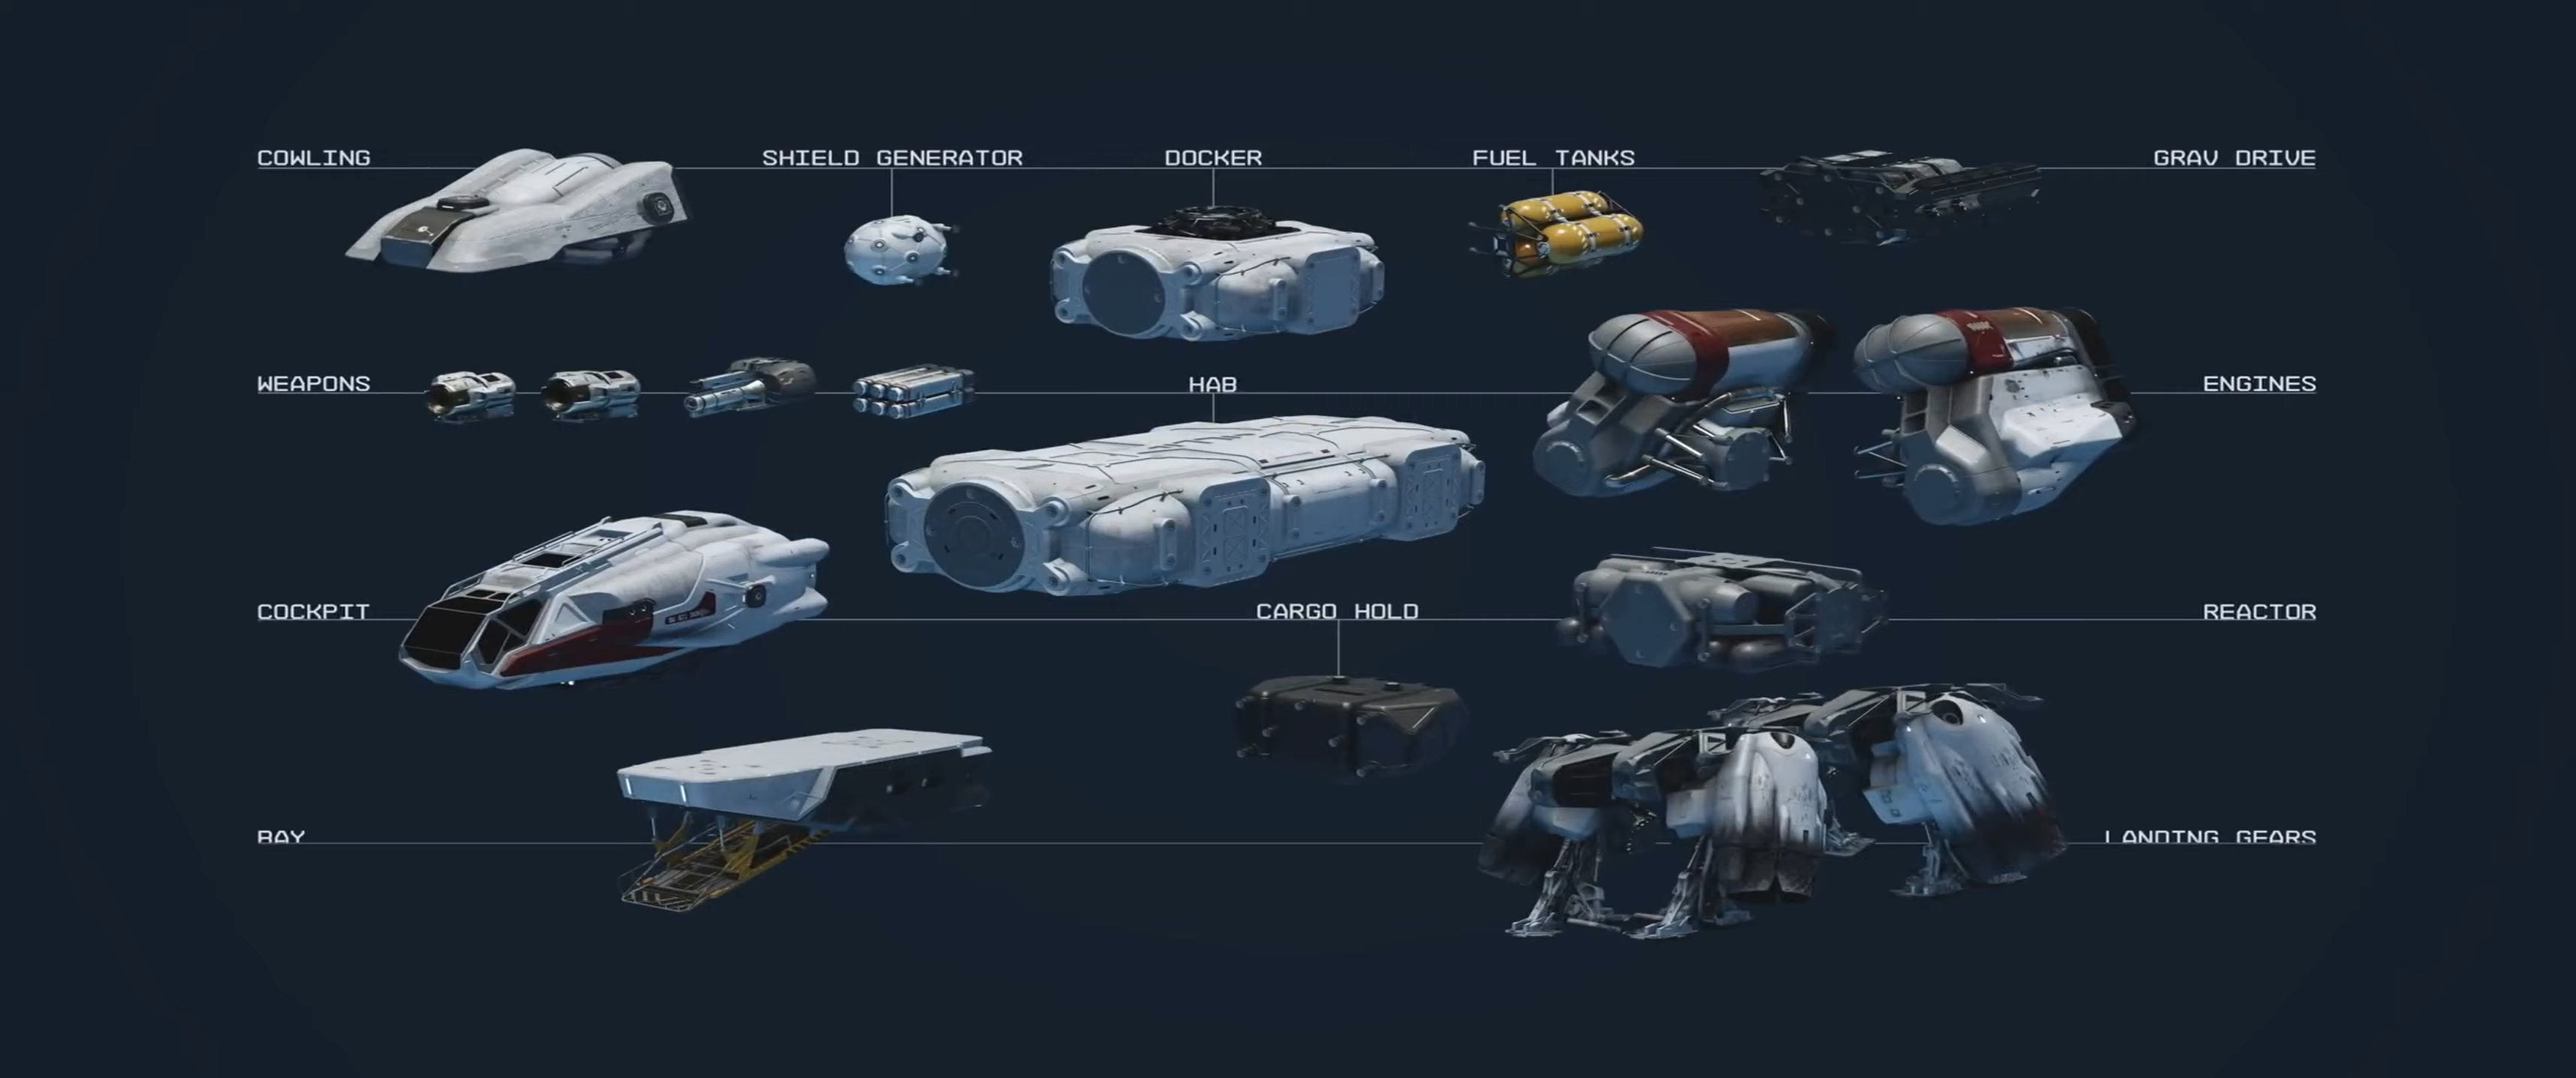 COWLING
SHIELD GENERATOR
DOCKER
FUEL TANKS
GRAV DRIVE
WEAPONS
HAB
ENGINES
COCKPIT
CARGO HOLD
REACTOR
BAY
LANDING GEARS